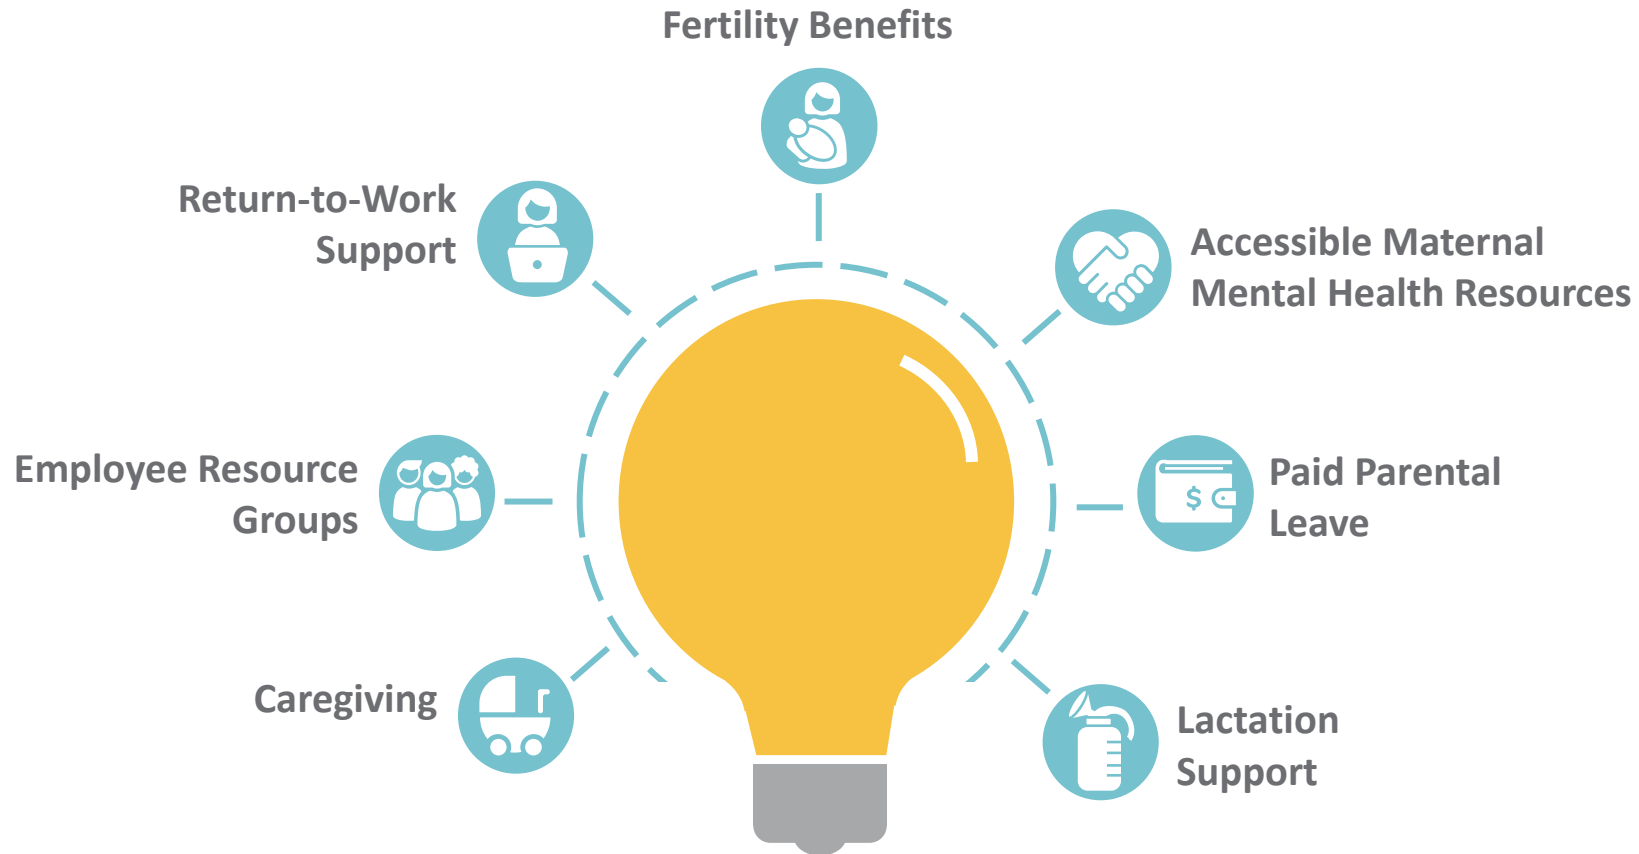 Fertility Benefits
Return-to-Work
Support
Accessible Maternal
Mental Health Resources
Employee Resource
Groups
$
Paid Parental
Leave
Caregiving
Lactation
Support